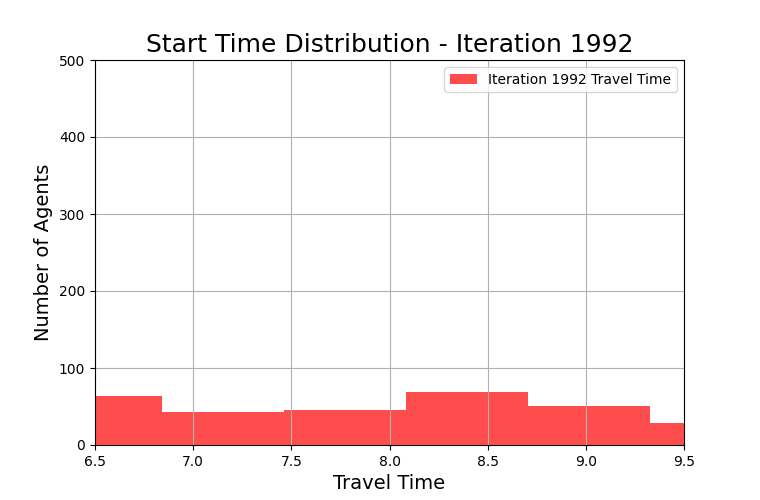 Start Time Distribution - Iteration 1992
500
Iteration 1992 Travel Time
400
300
200
100
0
Number of Agents
6.5 7.0 7.5 8.0 8.5 9.0 9.5
Travel Time